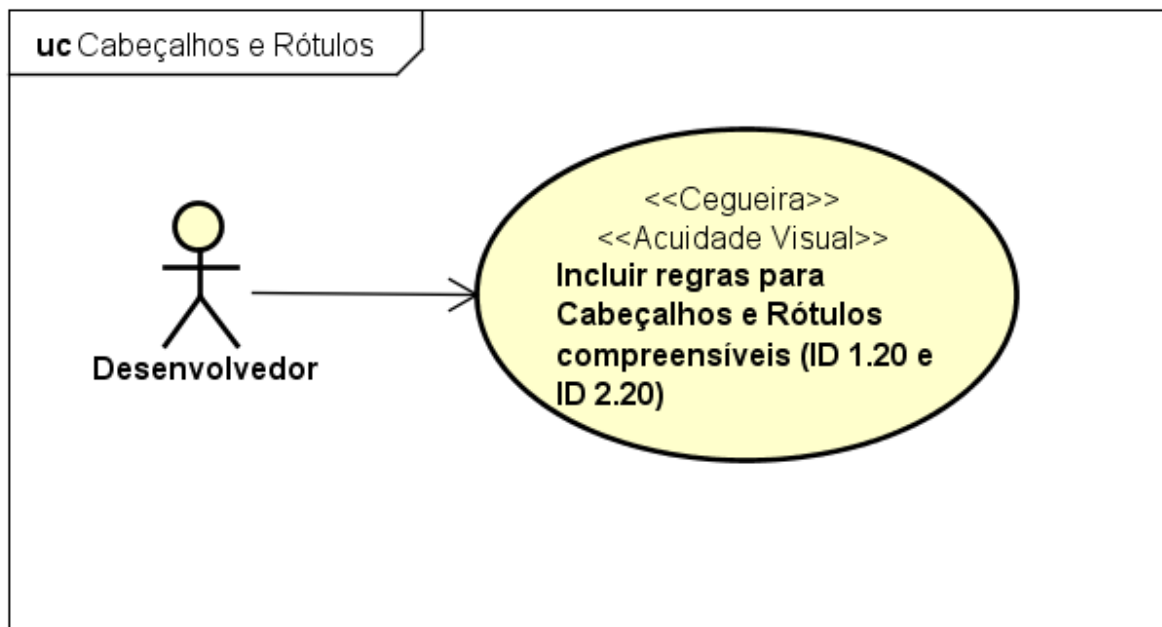 uc Cabeçalhos e Rótulos
<<Cegueira>>
<<Acuidade Visual>>
Incluir regras para
Cabeçalhos e Rótulos
compreensíveis (ID 1.20 e
ID 2.20)
Desenvolvedor